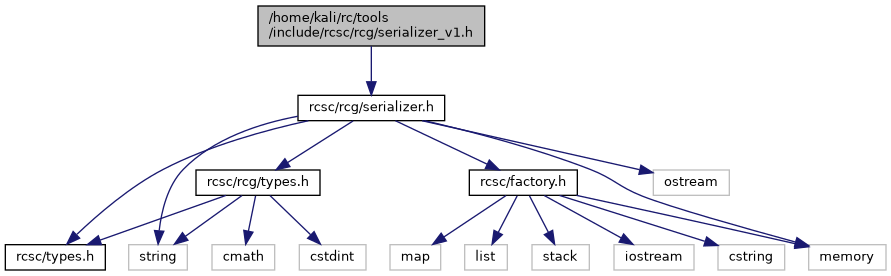 /home/kali/rc/tools
/include/rcsc/rcg/serializer_v1.h
rcsc/rcg/serializer.h
rcsc/rcg/types.h
rcsc/factory.h
ostream
rcsc/types.h
string
cmath
cstdint
map
list
stack
iostream
cstring
memory